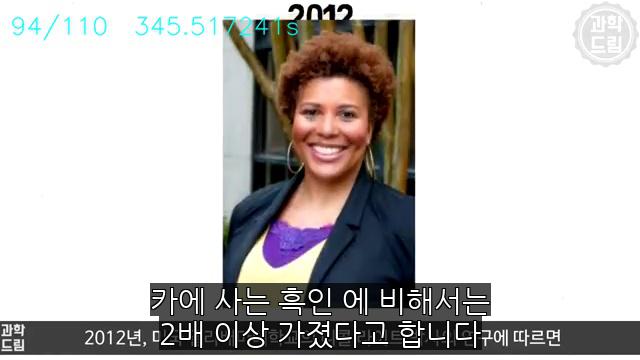 2012
94/110 345.517241s
과학
드림
카에 사는 흑인 에 비해서는
2배 이상 가졌다고 합니다
과학
드림
2012년, 미 연구에 따르면